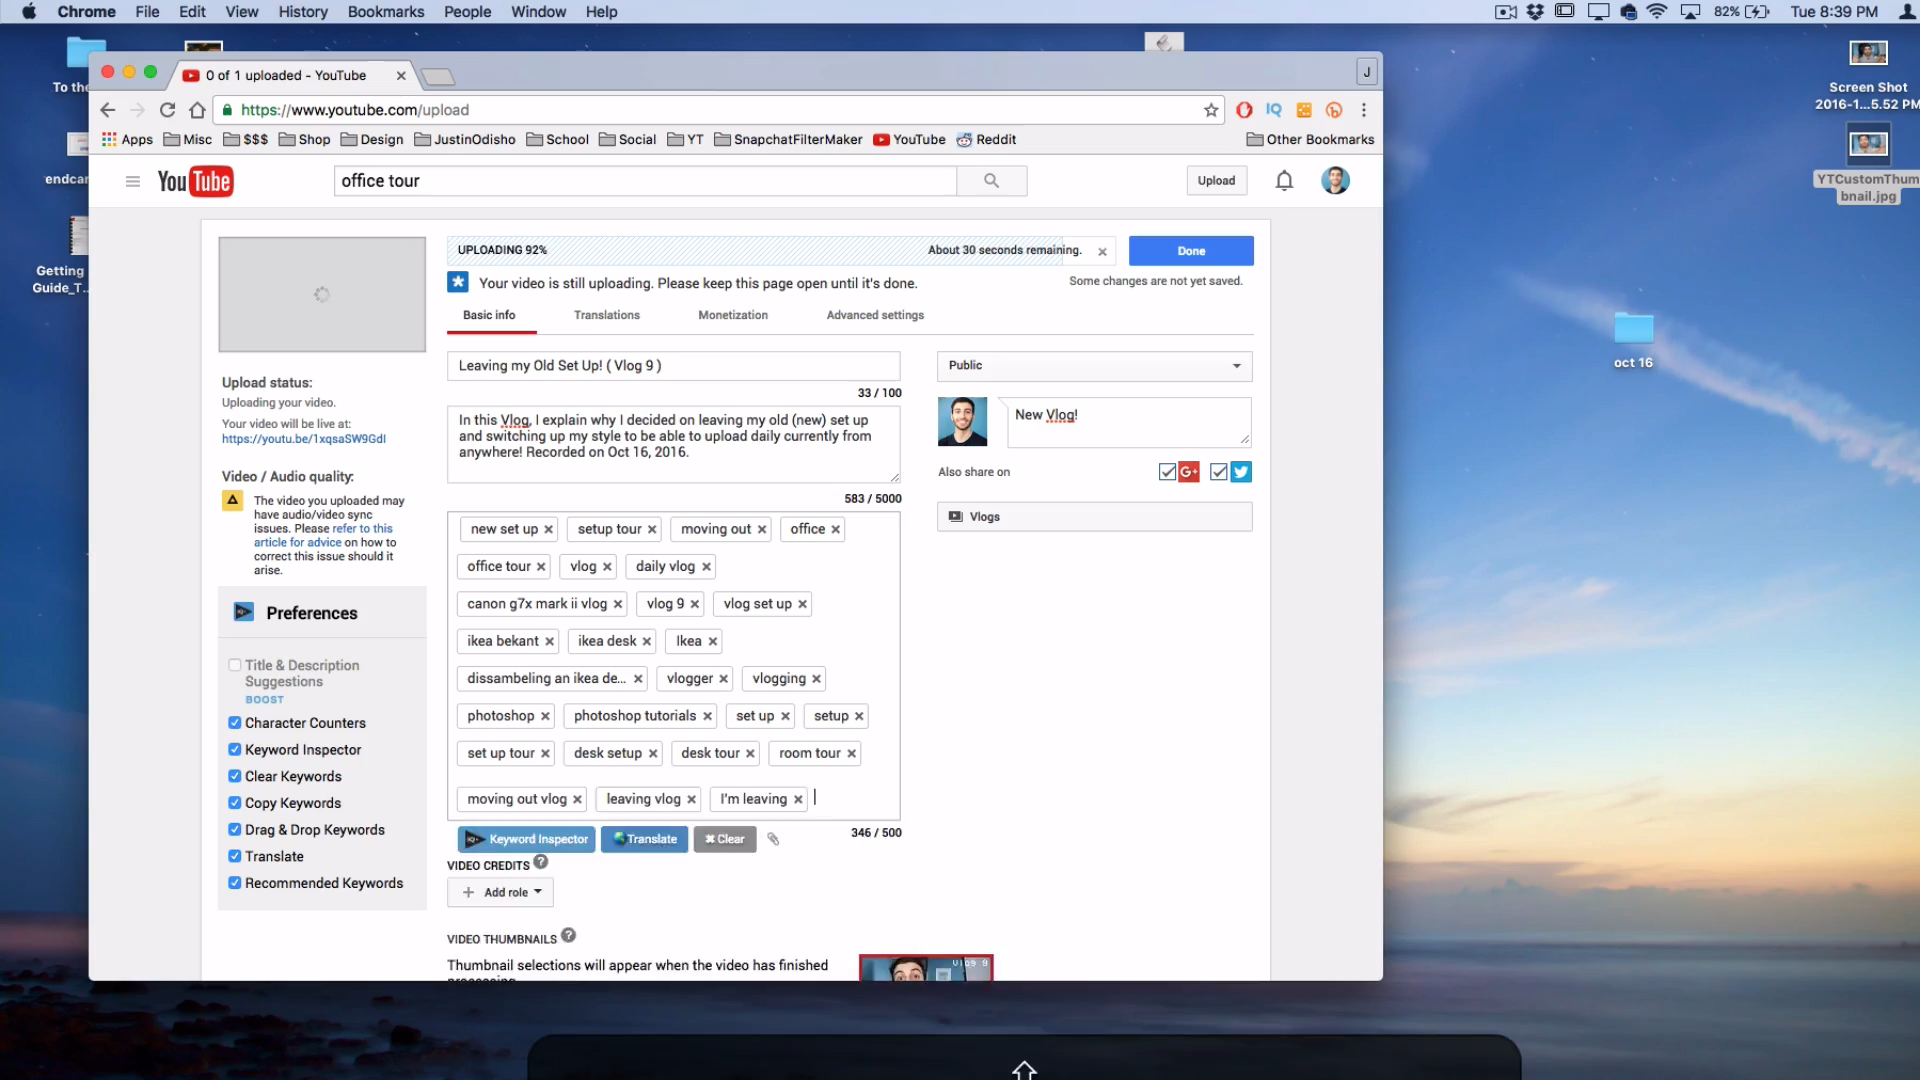 Chrome File Edit View History Bookmarks People Window Help
82% Tue 8:39 PM
To the
endcar
Getting
Guide_T...
Screen Shot
2016-1...5.52 PM
YTCustomThum
bnail.jpg
oct 16
0 of 1 uploaded - YouTube
J
https://www.youtube.com/upload
Apps Misc $$$ Shop Design JustinOdisho School Social YT SnapchatFilterMaker YouTube Reddit Other Bookmarks
YouTube
office tour
Upload
UPLOADING 92% About 30 seconds remaining.
Done
Your video is still uploading. Please keep this page open until it's done.
Some changes are not yet saved.
Basic info Translations Monetization Advanced settings
Upload status:
Uploading your video.
Your video will be live at:
https://youtu.be/1xqsaSW9GdI
Video / Audio quality:
The video you uploaded may
have audio/video sync
issues. Please refer to this
article for advice on how to
correct this issue should it
arise.
Preferences
Title & Description
Suggestions
BOOST
Character Counters
Keyword Inspector
Clear Keywords
Copy Keywords
Drag & Drop Keywords
Translate
Recommended Keywords
Leaving my Old Set Up! ( Vlog 9 )
33 / 100
In this Vlog, I explain why I decided on leaving my old (new) set up
and switching up my style to be able to upload daily currently from
anywhere! Recorded on Oct 16, 2016.
583 / 5000
new set up setup tour moving out office
office tour vlog daily vlog
canon g7x mark ii vlog vlog 9 vlog set up
ikea bekant ikea desk Ikea
dissambeling an ikea de... vlogger vlogging
photoshop photoshop tutorials set up setup
set up tour desk setup desk tour room tour
moving out vlog leaving vlog I'm leaving
Keyword Inspector Translate Clear
346 / 500
VIDEO CREDITS
Add role
VIDEO THUMBNAILS
Thumbnail selections will appear when the video has finished
Public
New Vlog!
Also share on
G+
Vlogs